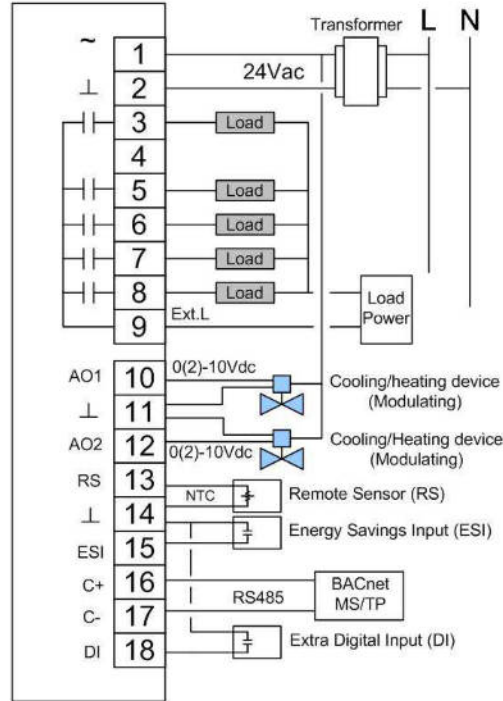 Transformer L N
~ 1
24Vac
⊥ 2
3 Load
4
5 Load
6 Load
7 Load
8 Load
Load
Power
9 Ext.L
AO1 10 0(2)-10Vdc
Cooling/heating device
(Modulating)
⊥ 11
AO2 12 0(2)-10Vdc
Cooling/Heating device
(Modulating)
RS 13
NTC Remote Sensor (RS)
⊥ 14
Energy Savings Input (ESI)
ESI 15
C+ 16
RS485 BACnet
MS/TP
C- 17
DI 18 Extra Digital Input (DI)